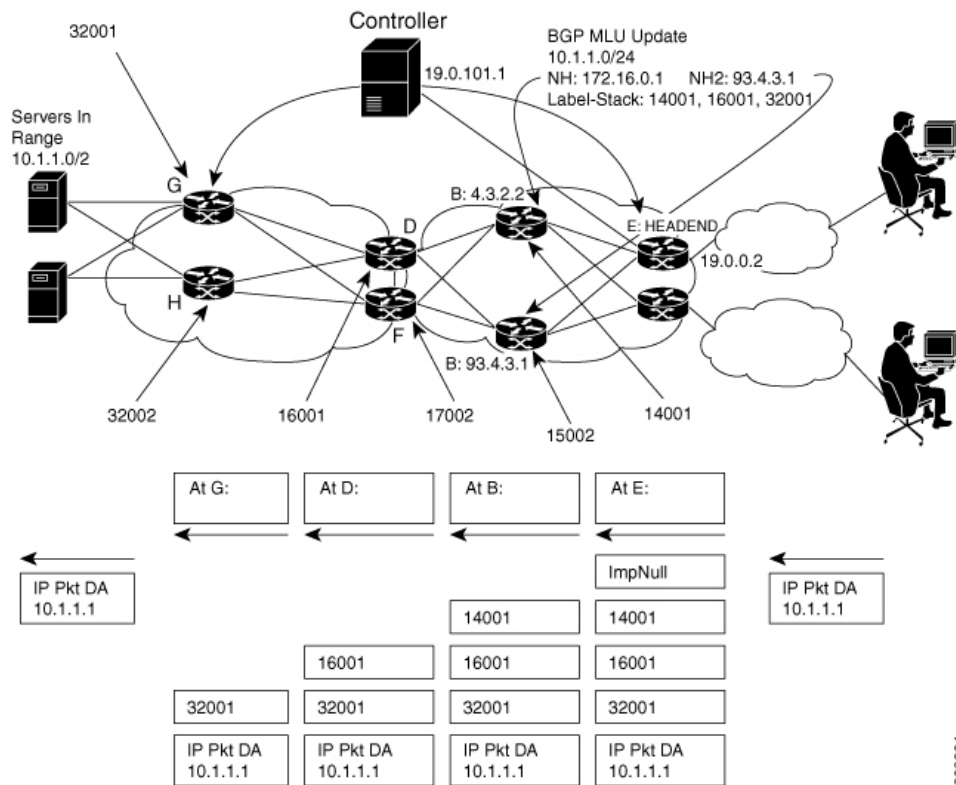 32001
Controller
19.0.101.1
BGP MLU Update
10.1.1.0/24
NH: 172.16.0.1 NH2: 93.4.3.1
Label-Stack: 14001, 16001, 32001
Servers In
Range
10.1.1.0/2
G
B: 4.3.2.2
D
E: HEADEND
19.0.0.2
H
F
B: 93.4.3.1
32002
16001
17002
15002
14001
At G:
At D:
At B:
At E:
IP Pkt DA
10.1.1.1
ImpNull
IP Pkt DA
10.1.1.1
14001
14001
16001
16001
16001
32001
32001
32001
32001
IP Pkt DA
10.1.1.1
IP Pkt DA
10.1.1.1
IP Pkt DA
10.1.1.1
IP Pkt DA
10.1.1.1